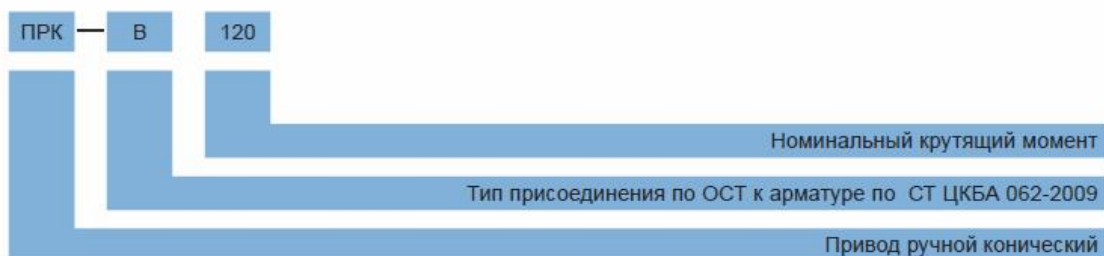 ПРК — В 120
Номинальный крутящий момент
Тип присоединения по ОСТ к арматуре по СТ ЦКБА 062-2009
Привод ручной конический